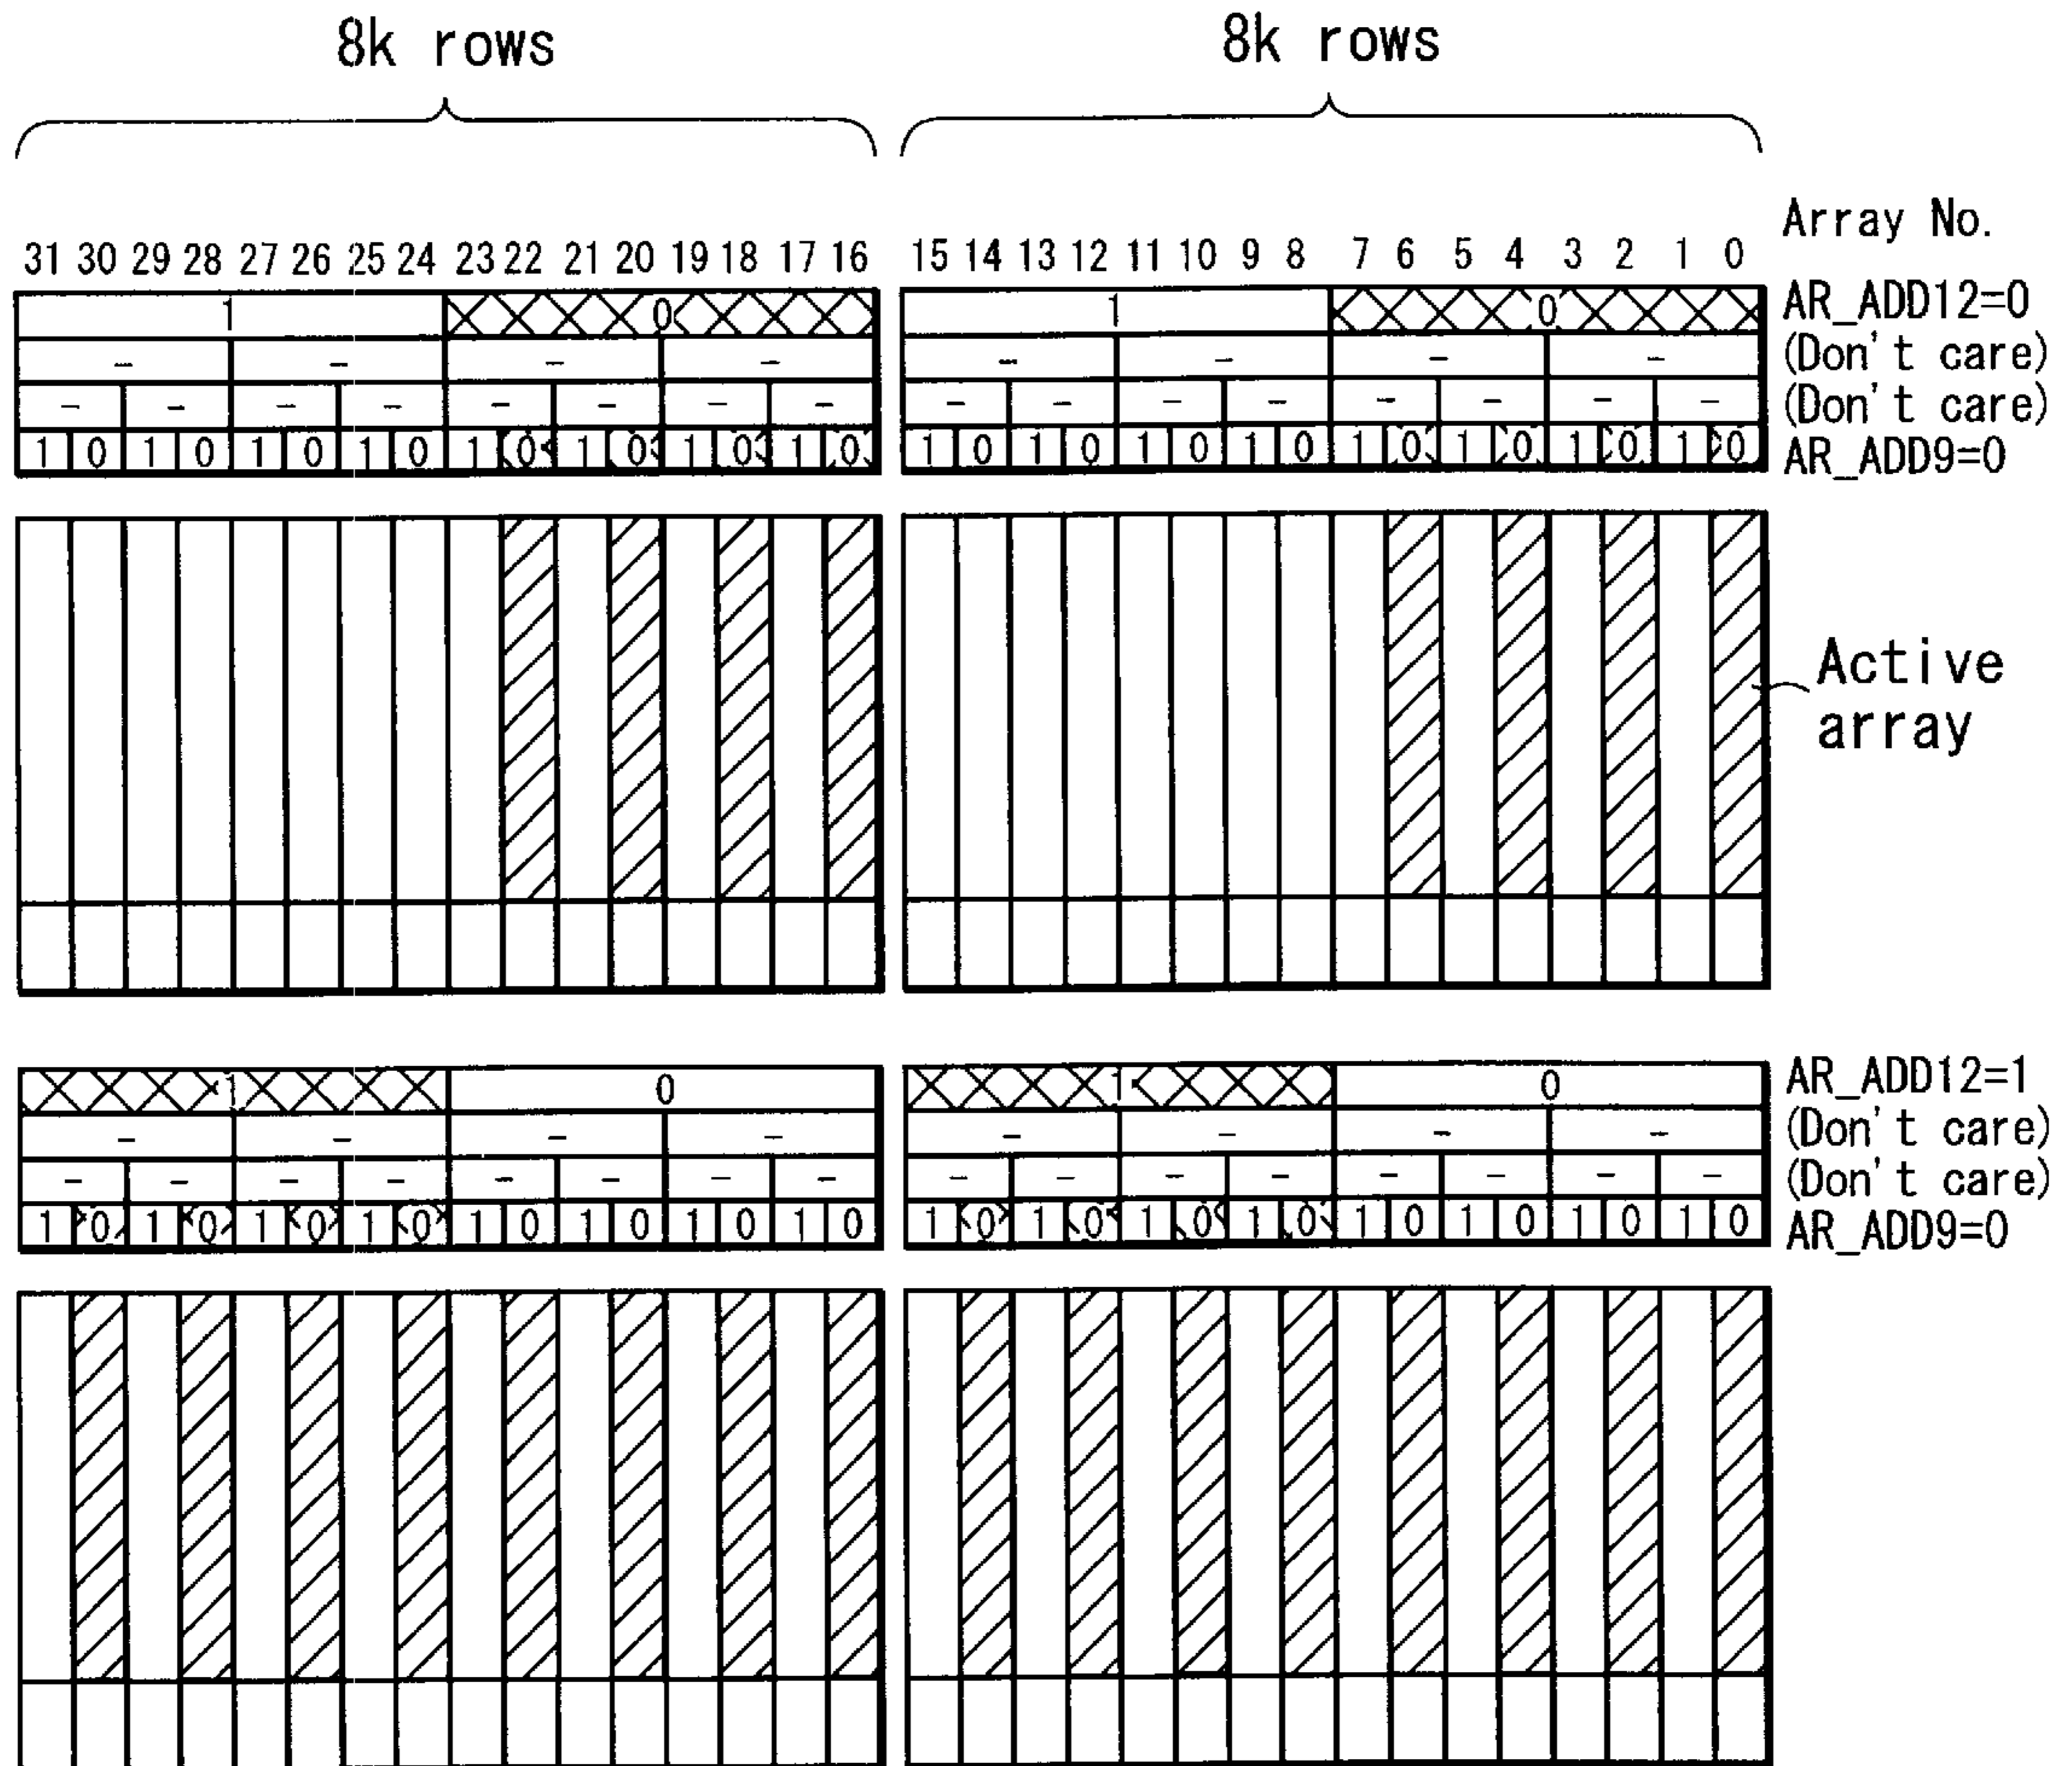 8k rows 8k rows
Array No.
31 30 29 28 27 26 25 24 23 22 21 20 19 18 17 16 15 14 13 12 11 10 9 8 7 6 5 4 3 2 1 0
1 0 1 0 AR_ADD12=0
- - - - - - - - (Don't care)
- - - - - - - - - - - - - - - - (Don't care)
1 0 1 0 1 0 1 0 1 0 1 0 1 0 1 0 1 0 1 0 1 0 1 0 1 0 1 0 1 0 1 0 AR_ADD9=0
Active
array
1 0 1 0 AR_ADD12=1
- - - - - - - - (Don't care)
- - - - - - - - - - - - - - - - (Don't care)
1 0 1 0 1 0 1 0 1 0 1 0 1 0 1 0 1 0 1 0 1 0 1 0 1 0 1 0 1 0 1 0 AR_ADD9=0